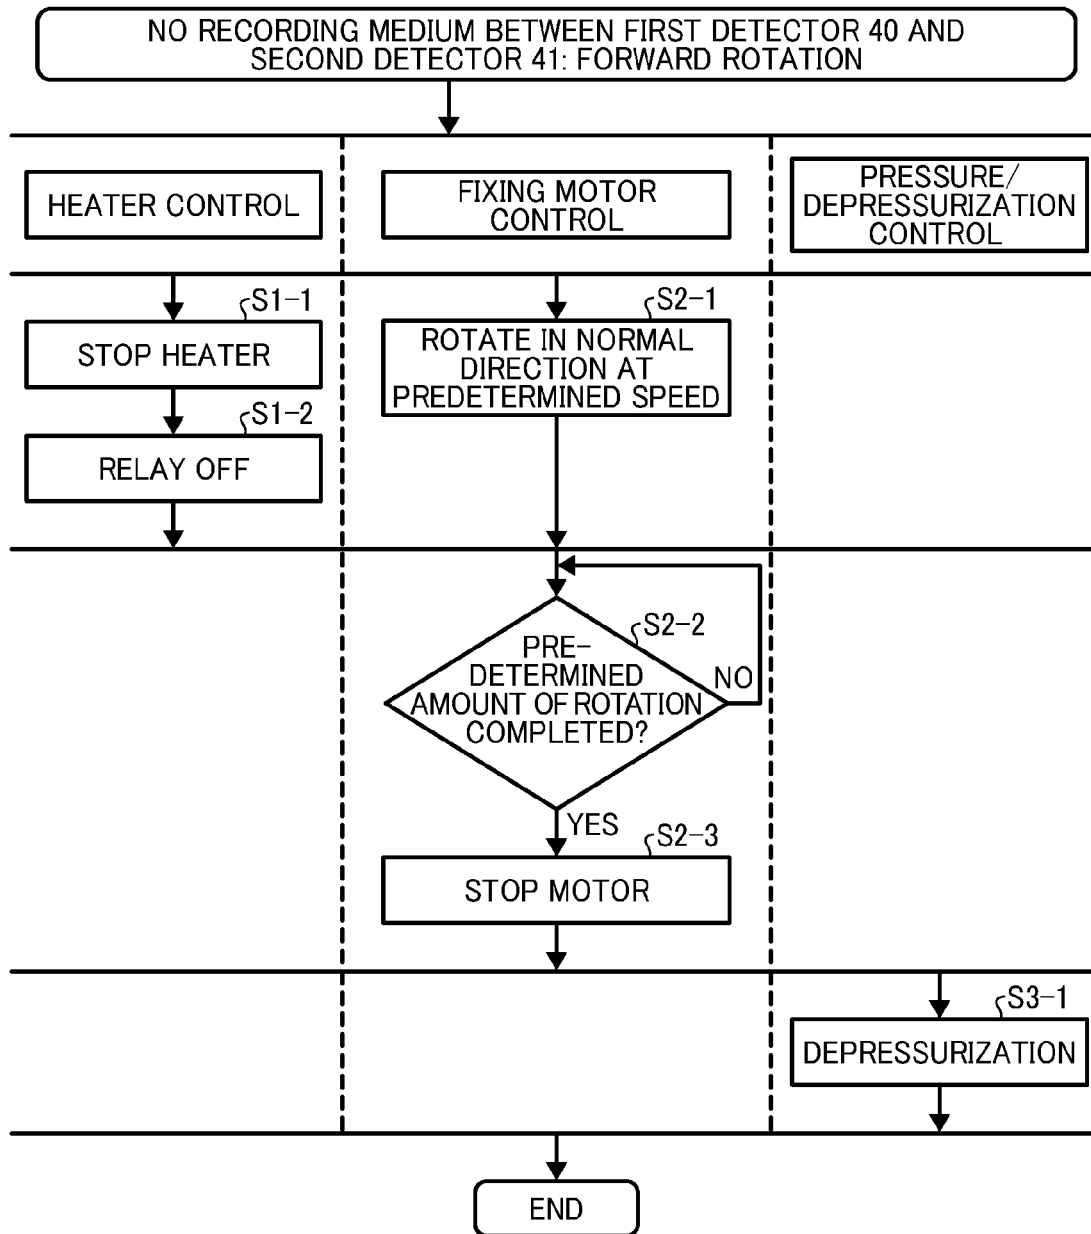 NO RECORDING MEDIUM BETWEEN FIRST DETECTOR 40 AND
SECOND DETECTOR 41: FORWARD ROTATION
HEATER CONTROL
FIXING MOTOR
CONTROL
PRESSURE/
DEPRESSURIZATION
CONTROL
S1-1
STOP HEATER
S1-2
RELAY OFF
S2-1
ROTATE IN NORMAL
DIRECTION AT
PREDETERMINED SPEED
S2-2
PRE-
DETERMINED
AMOUNT OF ROTATION
COMPLETED?
NO
YES
S2-3
STOP MOTOR
S3-1
DEPRESSURIZATION
END